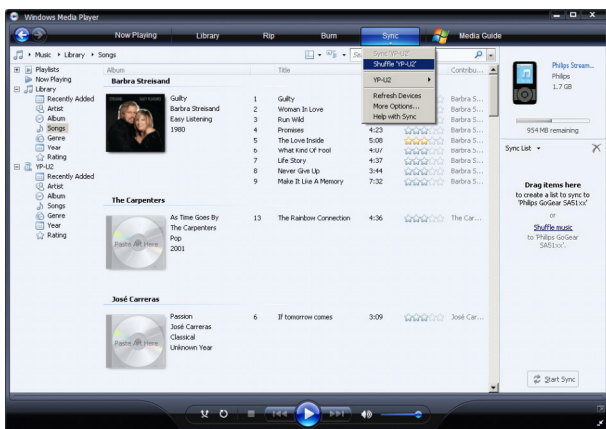 Windows Media Player
Now Playing Library Rip Burn Sync Media Guide
Music Library Songs
Sync 'YP-U2'
Shuffle 'YP-U2'
YP-U2
Refresh Devices
More Options...
Help with Sync
Playlists
Now Playing
Library
Recently Added
Artist
Album
Songs
Genre
Year
Rating
YP-U2
Recently Added
Artist
Album
Songs
Genre
Year
Rating
Album Title Contribu...
Barbra Streisand
Guilty
Barbra Streisand
Easy Listening
1980
1 Guilty Barbra S...
2 Woman In Love Barbra S...
3 Run Wild Barbra S...
4 Promises 4:23 Barbra S...
5 The Love Inside 5:08 Barbra S...
6 What Kind Of Fool 4:07 Barbra S...
7 Life Story 4:37 Barbra S...
8 Never Give Up 3:44 Barbra S...
9 Make It Like A Memory 7:32 Barbra S...
The Carpenters
Paste Art Here
As Time Goes By
The Carpenters
Pop
2001
13 The Rainbow Connection 4:36 The Car...
José Carreras
Paste Art Here
Passion
José Carreras
Classical
Unknown Year
6 If tomorrow comes 3:09 José Car...
Philips Stream...
Philips
1.7 GB
954 MB remaining
Sync List
Drag items here
to create a list to sync to
'Philips GoGear SA51xx'
or
Shuffle music
to 'Philips GoGear
SA51xx'.
Start Sync